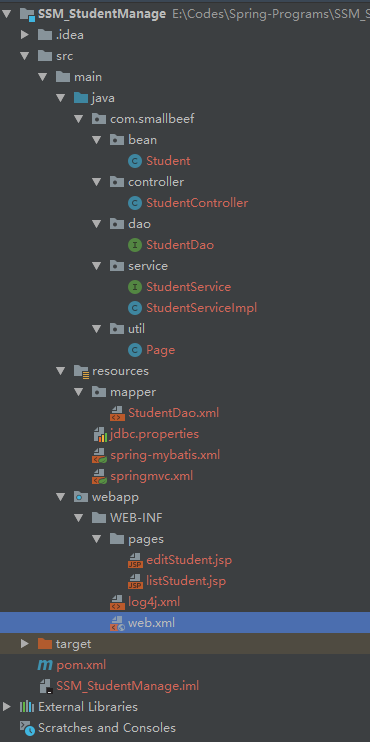 SSM_StudentManage E:\Codes\Spring-Programs\SSM_S
.idea
src
main
java
com.smallbeef
bean
Student
controller
StudentController
dao
StudentDao
service
StudentService
StudentServiceImpl
util
Page
resources
mapper
StudentDao.xml
jdbc.properties
spring-mybatis.xml
springmvc.xml
webapp
WEB-INF
pages
editStudent.jsp
listStudent.jsp
log4j.xml
web.xml
target
pom.xml
SSM_StudentManage.iml
External Libraries
Scratches and Consoles